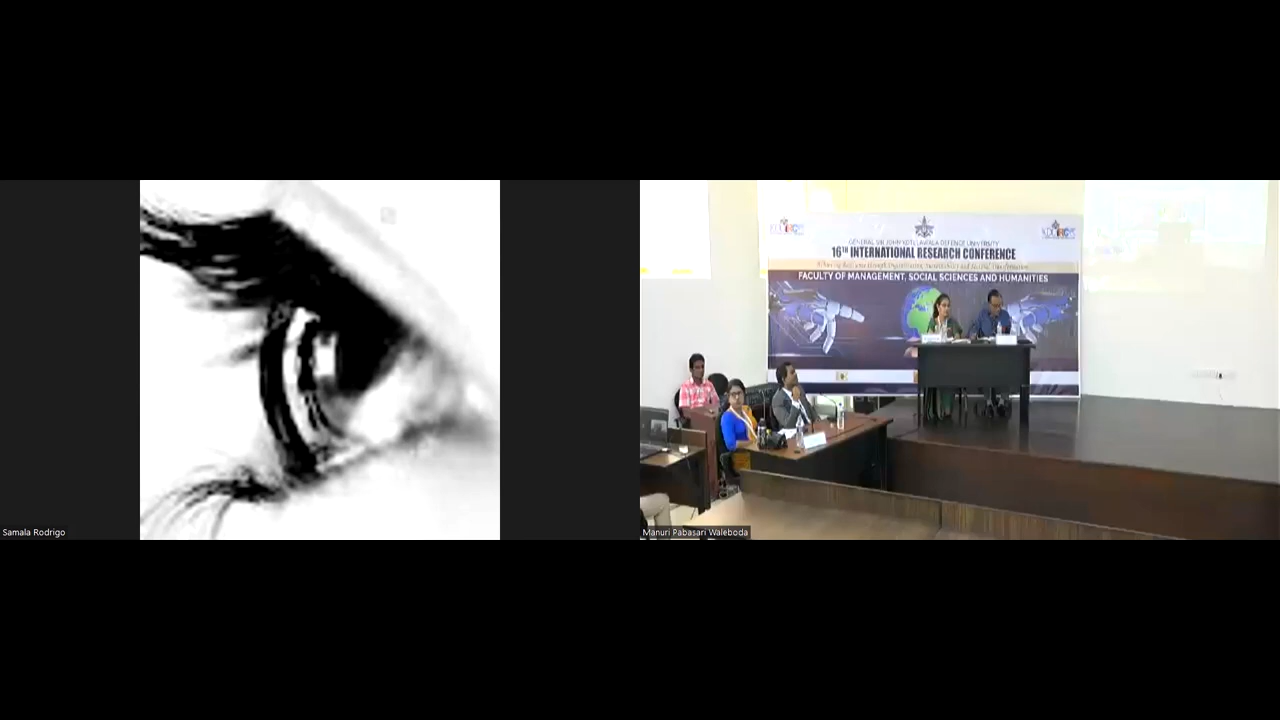 GENERAL SIR JOHN KOTELAWALA DEFENCE UNIVERSITY
16TH INTERNATIONAL RESEARCH CONFERENCE
FACULTY OF MANAGEMENT, SOCIAL SCIENCES AND HUMANITIES
Samala Rodrigo
Manuri Pabasari Waleboda